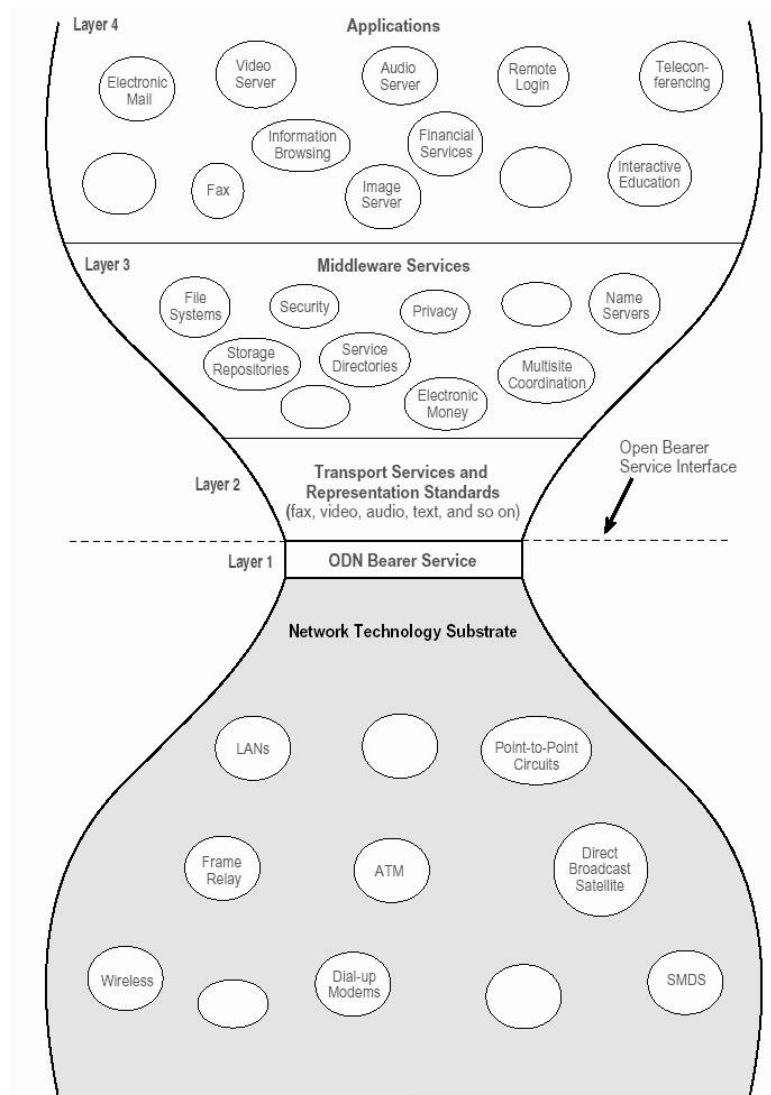 Layer 4
Applications
Electronic
Mail
Video
Server
Audio
Server
Remote
Login
Telecon-
ferencing
Information
Browsing
Financial
Services
Fax
Image
Server
Interactive
Education
Layer 3
Middleware Services
File
Systems
Security
Privacy
Name
Servers
Storage
Repositories
Service
Directories
Multisite
Coordination
Electronic
Money
Open Bearer
Service Interface
Layer 2
Transport Services and
Representation Standards
(fax, video, audio, text, and so on)
Layer 1
ODN Bearer Service
Network Technology Substrate
LANs
Point-to-Point
Circuits
Frame
Relay
ATM
Direct
Broadcast
Satellite
Wireless
Dial-up
Modems
SMDS